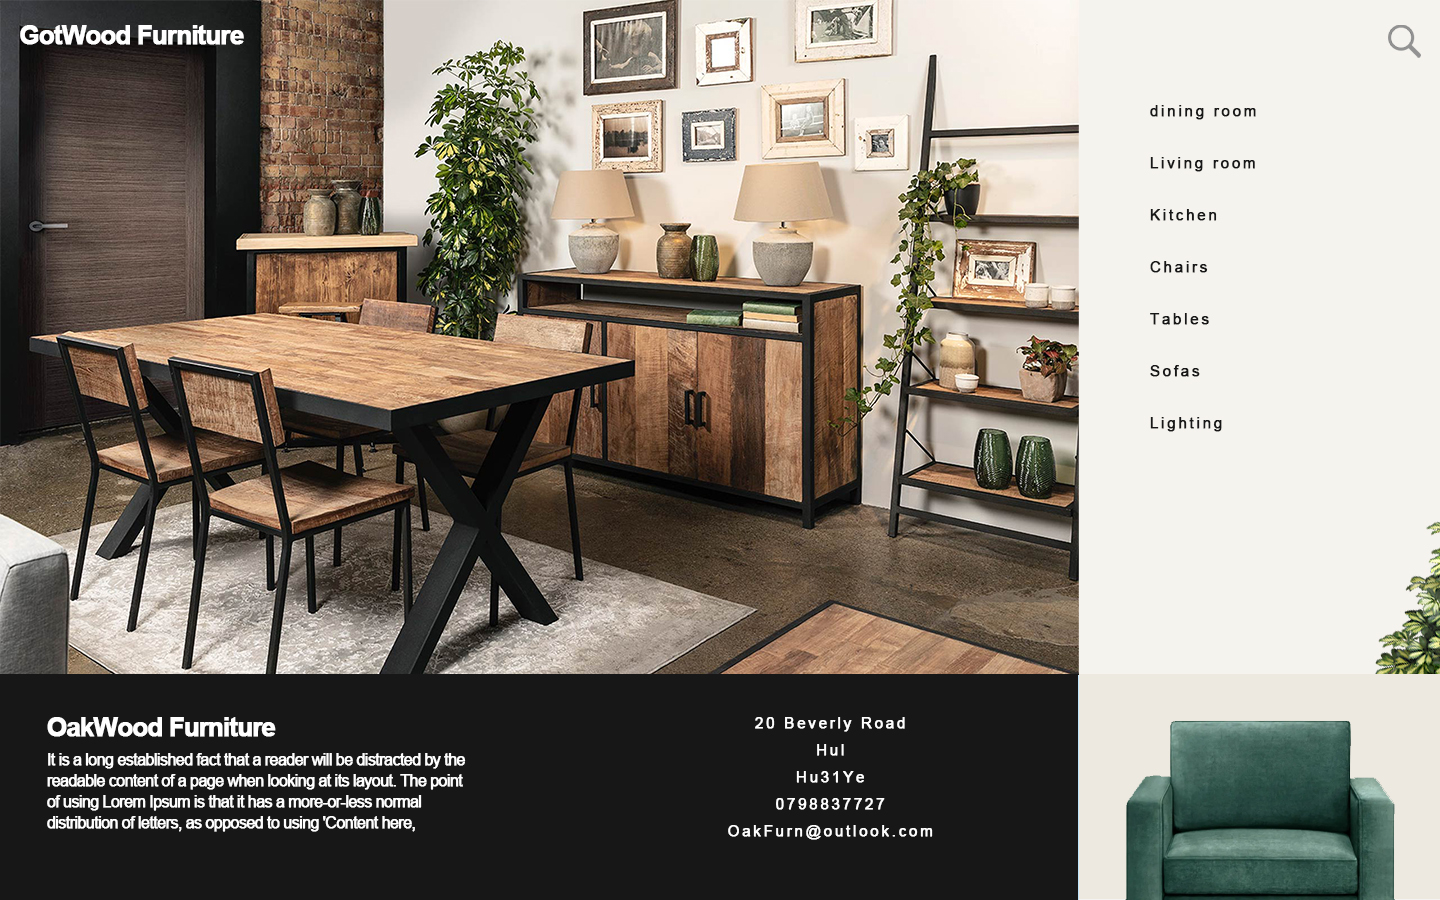 GotWood Furniture
dining room
Living room
Kitchen
Chairs
Tables
Sofas
Lighting
OakWood Furniture
It is a long established fact that a reader will be distracted by the
readable content of a page when looking at its layout. The point
of using Lorem Ipsum is that it has a more-or-less normal
distribution of letters, as opposed to using 'Content here,
20 Beverly Road
Hul
Hu31Ye
0798837727
OakFurn@outlook.com